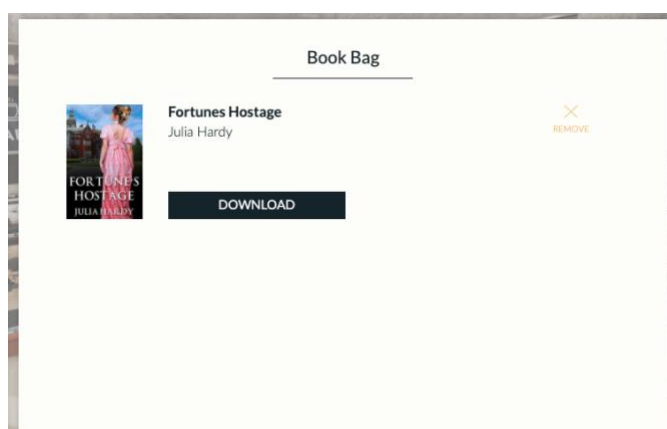 Book Bag
Fortunes Hostage
Julia Hardy
REMOVE
FORTUNE'S
HOSTAGE
JULIA HARDY
DOWNLOAD